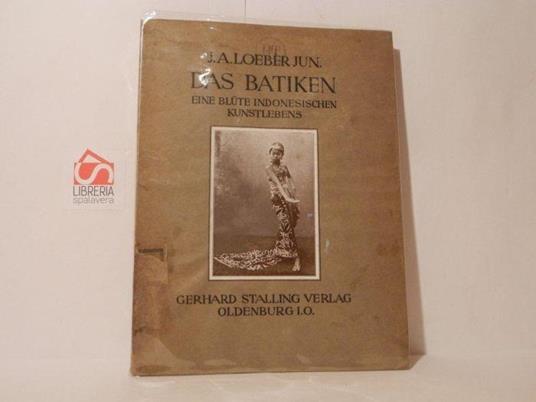 J.A. LOEBER JUN.
DAS BATIKEN
EINE BLÜTE INDONESISCHEN
KUNSTLEBENS
GERHARD STALLING VERLAG
OLDENBURG I.O.
LIBRERIA
spalavera